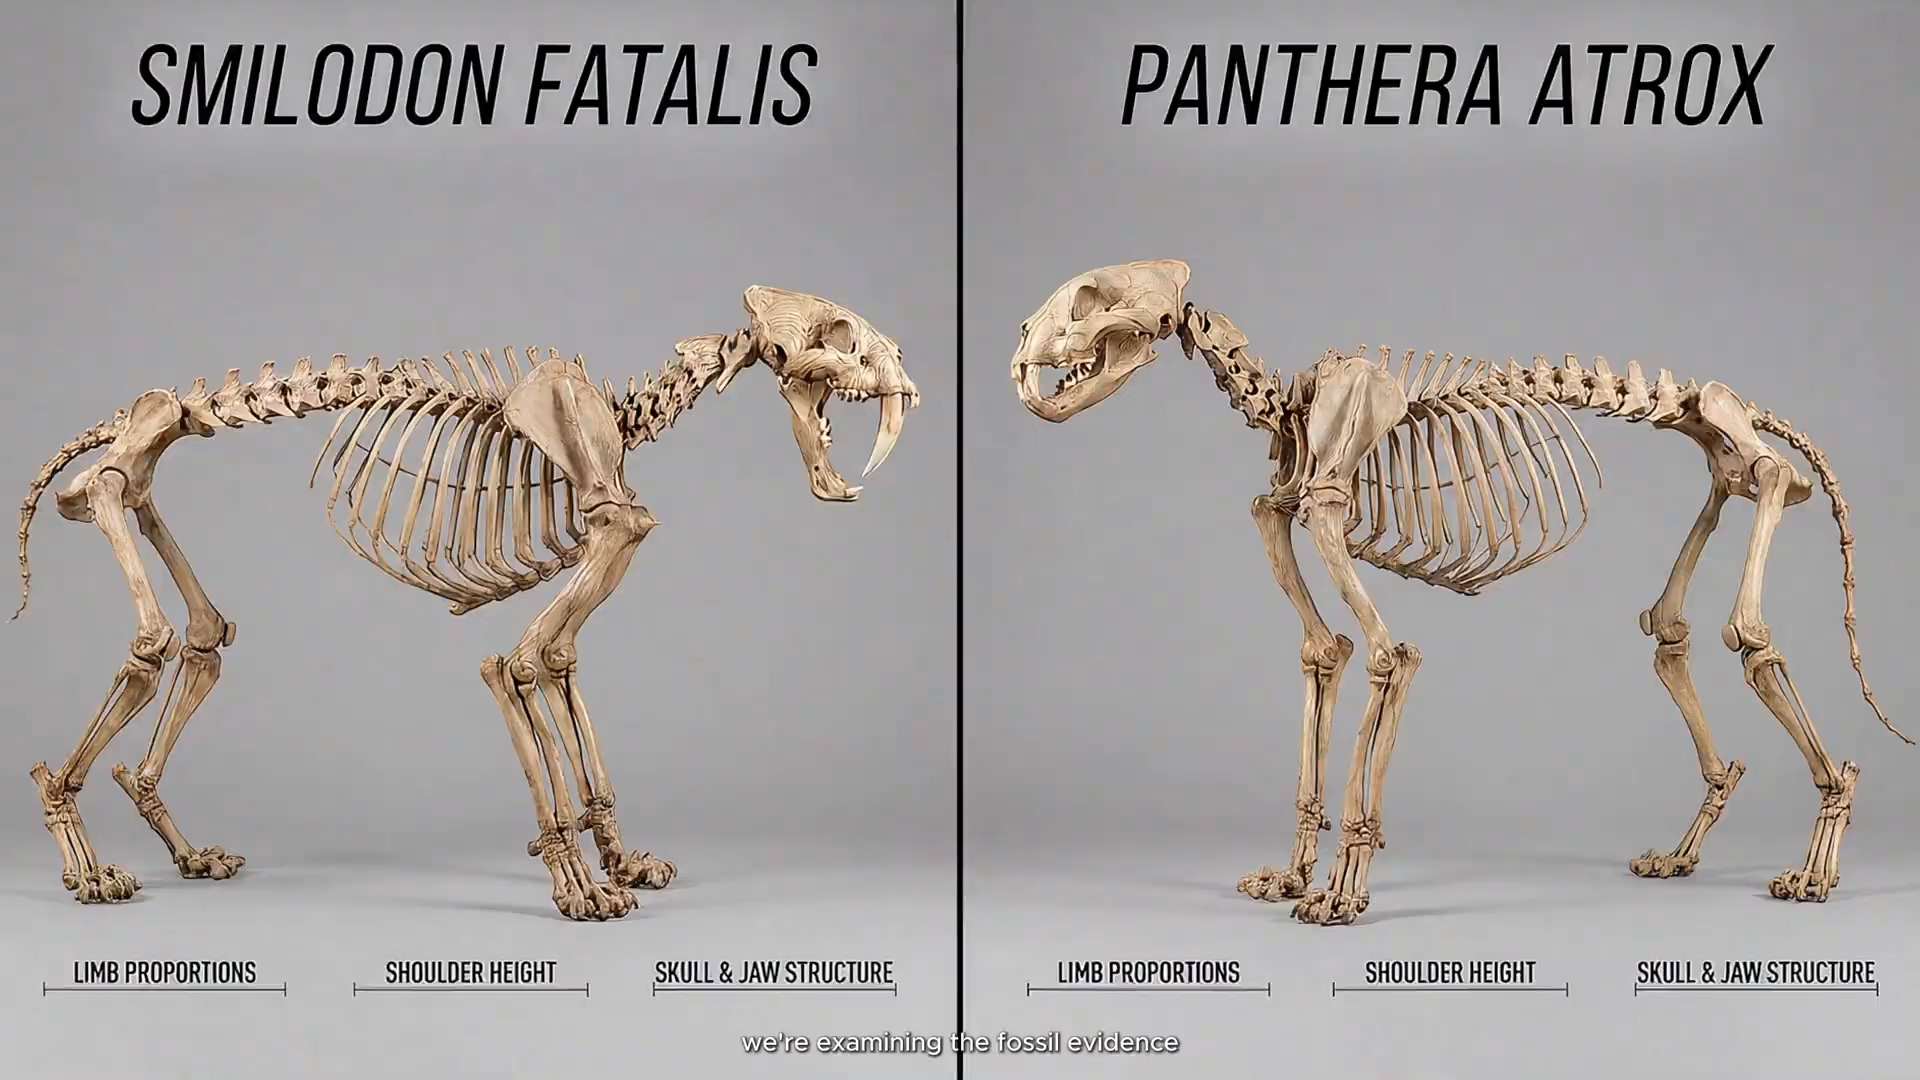 SMILODON FATALIS
PANTHERA ATROX
LIMB PROPORTIONS
SHOULDER HEIGHT
SKULL & JAW STRUCTURE
LIMB PROPORTIONS
SHOULDER HEIGHT
SKULL & JAW STRUCTURE
we're examining the fossil evidence